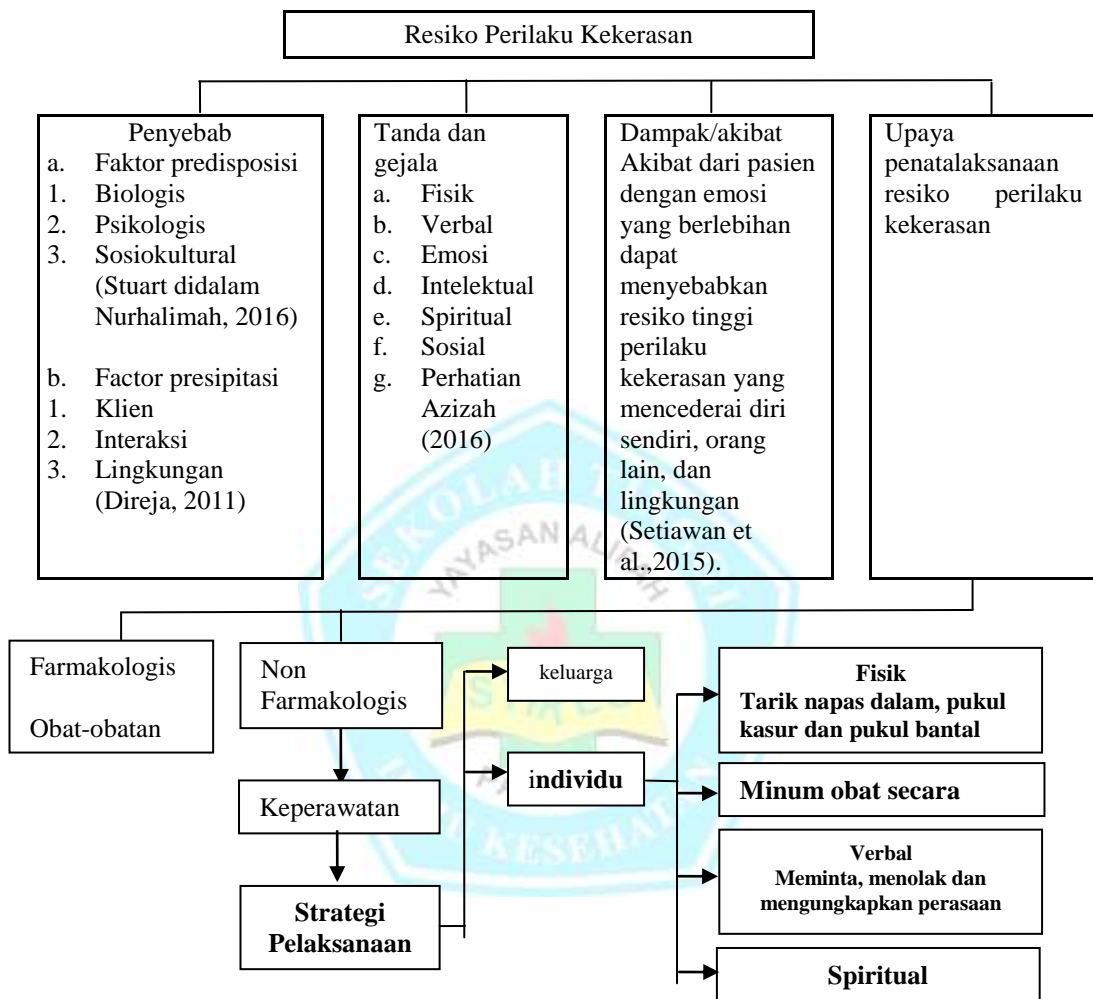 Resiko Perilaku Kekerasan
Penyebab
a. Faktor predisposisi
1. Biologis
2. Psikologis
3. Sosiokultural
(Stuart didalam
Nurhalimah, 2016)
b. Factor presipitasi
1. Klien
2. Interaksi
3. Lingkungan
(Direja, 2011)
Tanda dan
gejala
a. Fisik
b. Verbal
c. Emosi
d. Intelektual
e. Spiritual
f. Sosial
g. Perhatian
Azizah
(2016)
Dampak/akibat
Akibat dari pasien
dengan emosi
yang berlebihan
dapat
menyebabkan
resiko tinggi
perilaku
kekerasan yang
mencederai diri
sendiri, orang
lain, dan
lingkungan
(Setiawan et
al.,2015).
Upaya
penatalaksanaan
resiko perilaku
kekerasan
Farmakologis
Obat-obatan
Non
Farmakologis
Keperawatan
Strategi
Pelaksanaan
keluarga
individu
Fisik
Tarik napas dalam, pukul
kasur dan pukul bantal
Minum obat secara
Verbal
Meminta, menolak dan
mengungkapkan perasaan
Spiritual
SEKOLAH
YAYASAN
KESEHAT